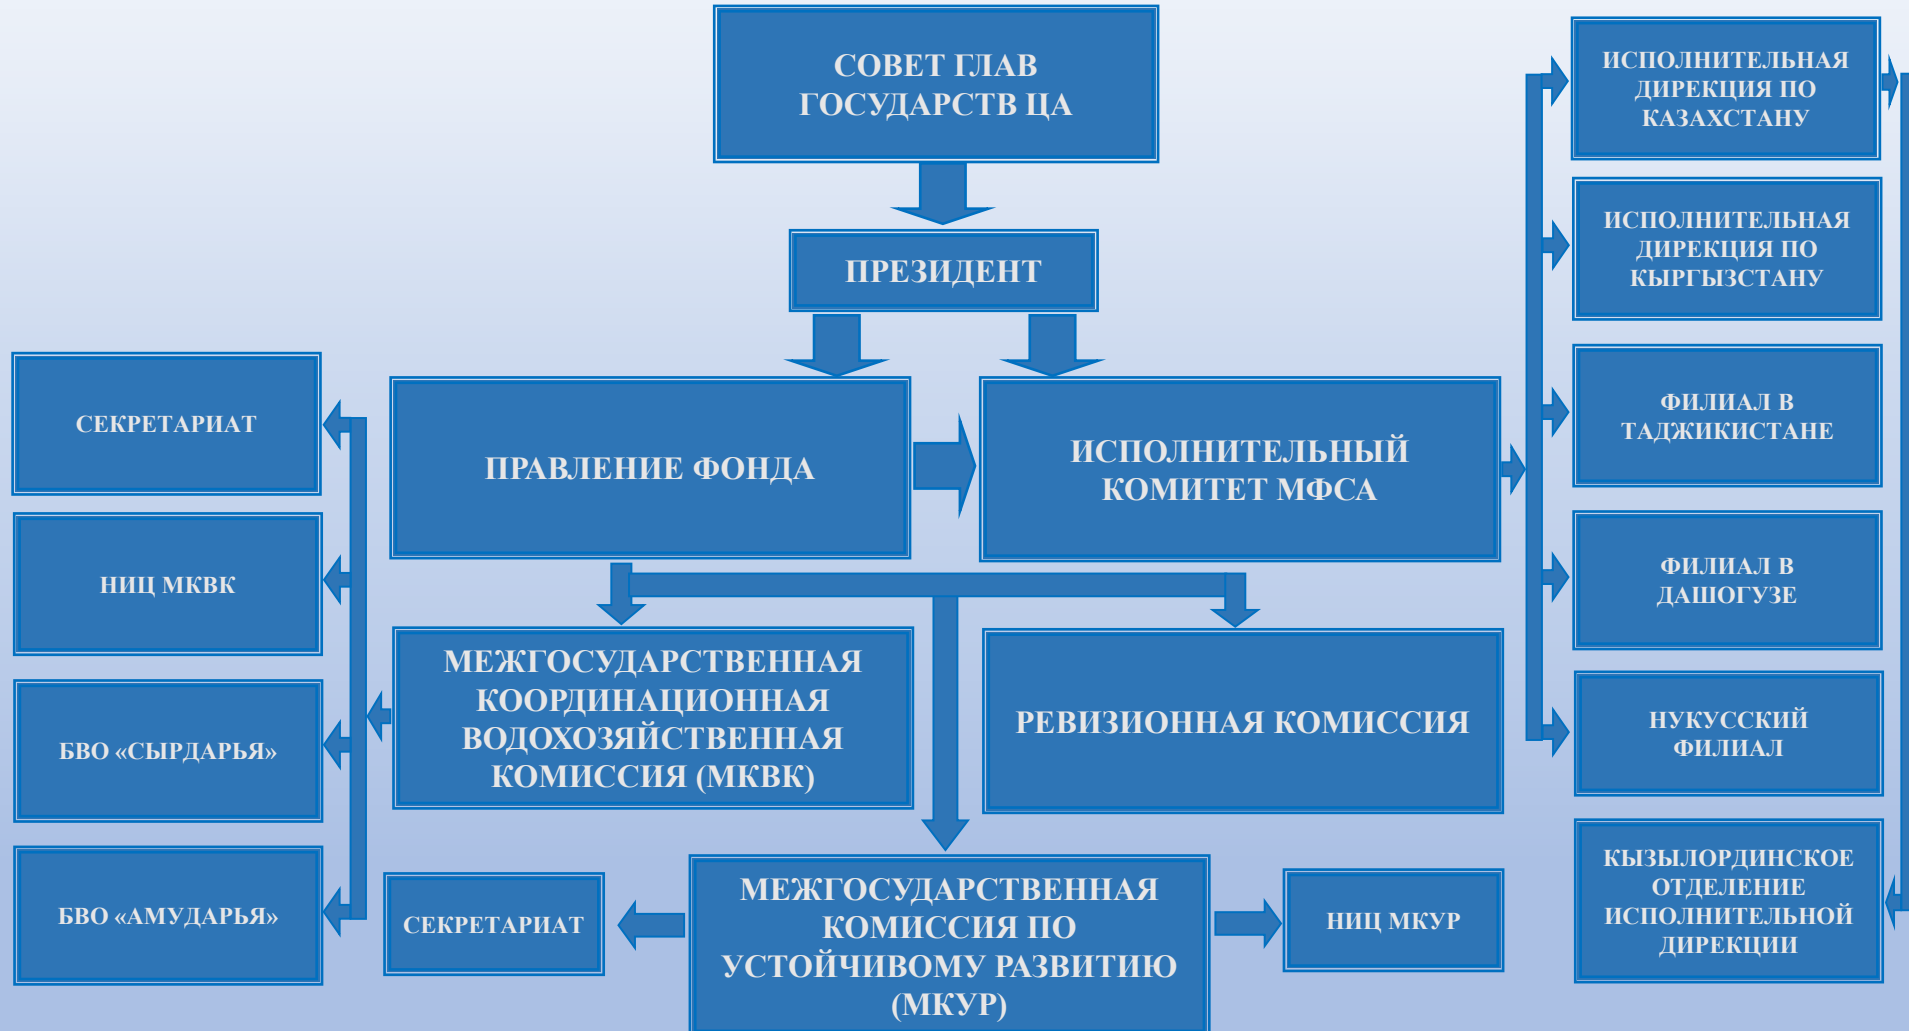 СОВЕТ ГЛАВ
ГОСУДАРСТВ ЦА
ПРЕЗИДЕНТ
ПРАВЛЕНИЕ ФОНДА
ИСПОЛНИТЕЛЬНЫЙ
КОМИТЕТ МФСА
СЕКРЕТАРИАТ
НИЦ МКВК
БВО «СЫРДАРЬЯ»
БВО «АМУДАРЬЯ»
МЕЖГОСУДАРСТВЕННАЯ
КООРДИНАЦИОННАЯ
ВОДОХОЗЯЙСТВЕННАЯ
КОМИССИЯ (МКВК)
РЕВИЗИОННАЯ КОМИССИЯ
СЕКРЕТАРИАТ
МЕЖГОСУДАРСТВЕННАЯ
КОМИССИЯ ПО
УСТОЙЧИВОМУ РАЗВИТИЮ
(МКУР)
НИЦ МКУР
ИСПОЛНИТЕЛЬНАЯ
ДИРЕКЦИЯ ПО
КАЗАХСТАНУ
ИСПОЛНИТЕЛЬНАЯ
ДИРЕКЦИЯ ПО
КЫРГЫЗСТАНУ
ФИЛИАЛ В
ТАДЖИКИСТАНЕ
ФИЛИАЛ В
ДАШОГУЗЕ
НУКУССКИЙ
ФИЛИАЛ
КЫЗЫЛОРДИНСКОЕ
ОТДЕЛЕНИЕ
ИСПОЛНИТЕЛЬНОЙ
ДИРЕКЦИИ